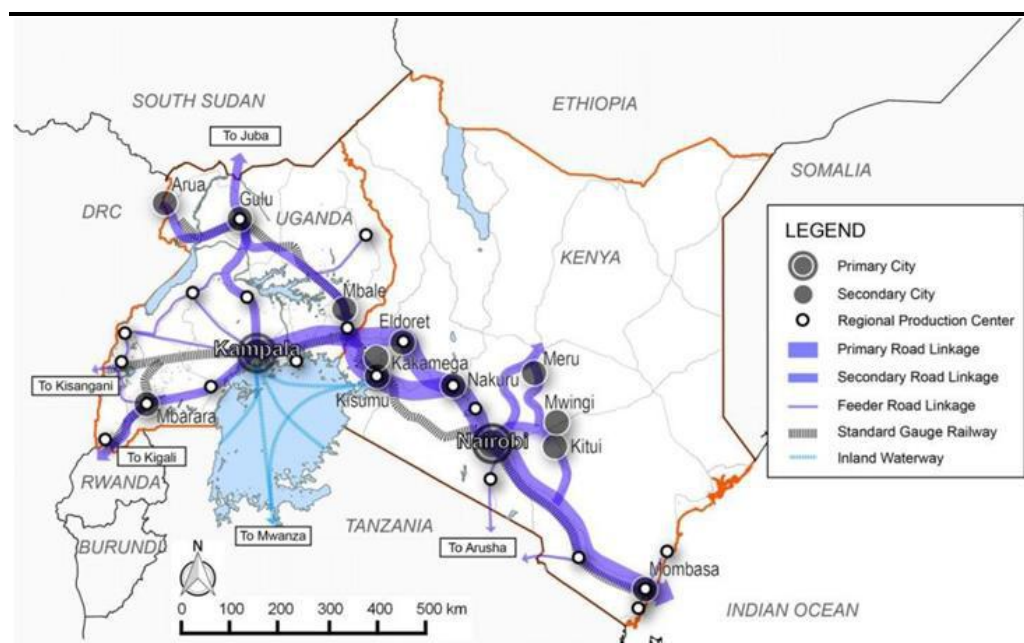 SOUTH SUDAN
ETHIOPIA
To Juba
SOMALIA
Arua
DRC
Gulu
UGANDA
LEGEND
KENYA
Primary City
Secondary City
Mbale
Regional Production Center
Eldoret
Primary Road Linkage
Kampala
Kakamega
Meru
Secondary Road Linkage
To Kisangani
Nakuru
Kisumu
Mwingi
Feeder Road Linkage
Mbarara
Nairobi
Kitui
Standard Gauge Railway
To Kigali
Inland Waterway
RWANDA
To Mwanza
TANZANIA
To Arusha
BURUNDI
N
Mombasa
0 100 200 300 400 500 km
INDIAN OCEAN